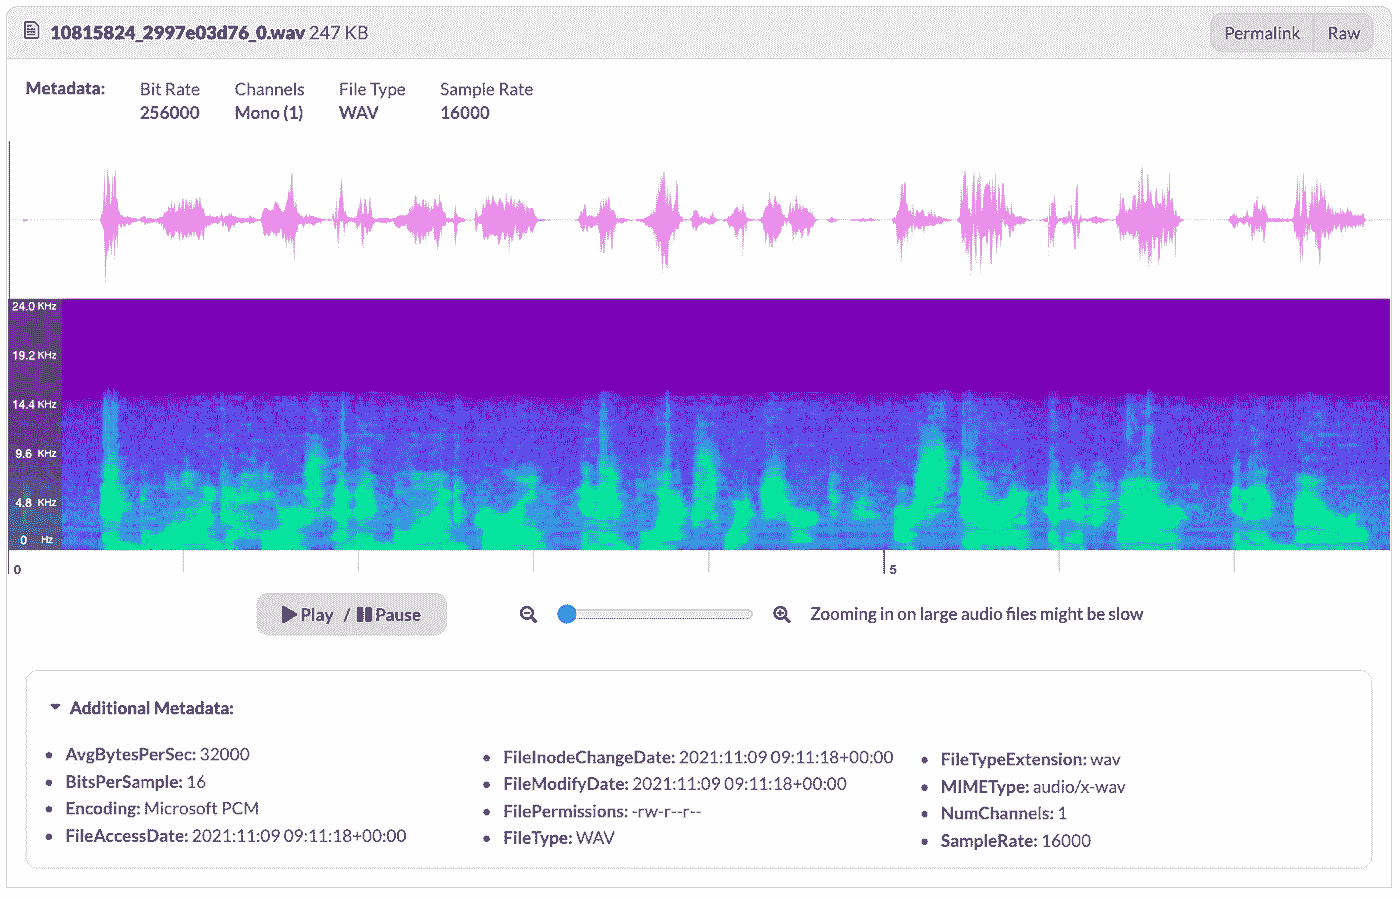 10815824_2997e03d76_0.wav 247 KB
Permalink Raw
Metadata: Bit Rate Channels File Type Sample Rate
256000 Mono (1) WAV 16000
24.0 KHz
19.2 KHz
14.4 KHz
9.6 KHz
4.8 KHz
0 Hz
0 5
Play / Pause Zooming in on large audio files might be slow
Additional Metadata:
AvgBytesPerSec: 32000
BitsPerSample: 16
Encoding: Microsoft PCM
FileAccessDate: 2021:11:09 09:11:18+00:00
FileInodeChangeDate: 2021:11:09 09:11:18+00:00
FileModifyDate: 2021:11:09 09:11:18+00:00
FilePermissions: -rw-r--r--
FileType: WAV
FileTypeExtension: wav
MIMEType: audio/x-wav
NumChannels: 1
SampleRate: 16000